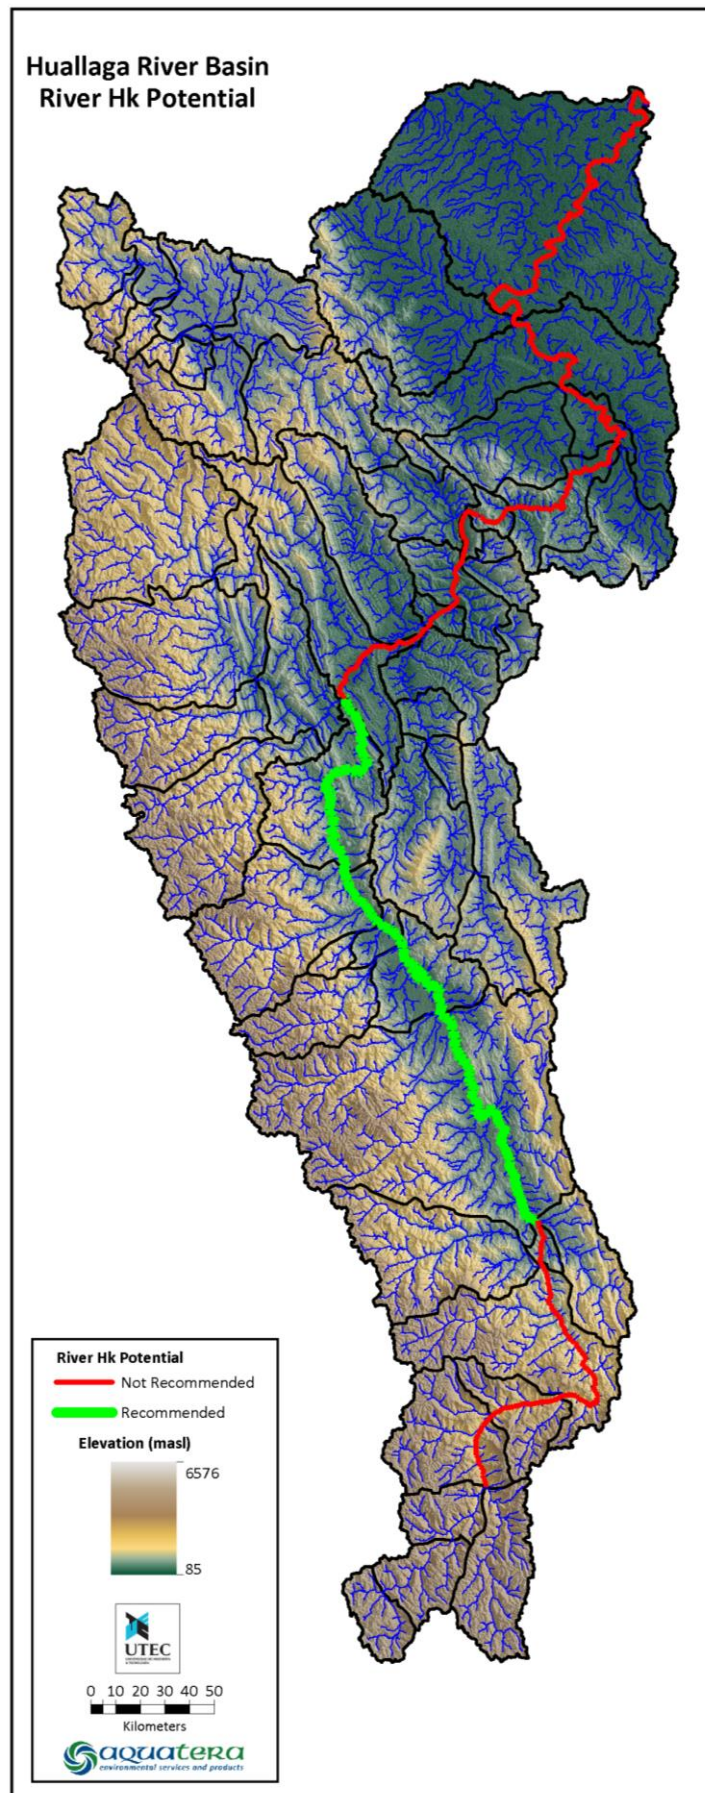 Huallaga River Basin
River Hk Potential
River Hk Potential
Not Recommended
Recommended
Elevation (masl)
6576
85
UTEC
0 10 20 30 40 50
Kilometers
aquatera
environmental services and products